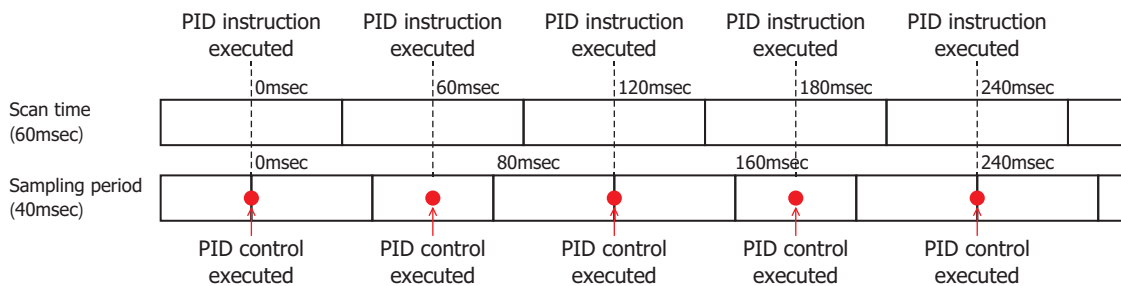 PID instruction executed
PID instruction executed
PID instruction executed
PID instruction executed
PID instruction executed
0msec
60msec
120msec
180msec
240msec
Scan time
(60msec)
0msec
80msec
160msec
240msec
Sampling period
(40msec)
PID control executed
PID control executed
PID control executed
PID control executed
PID control executed